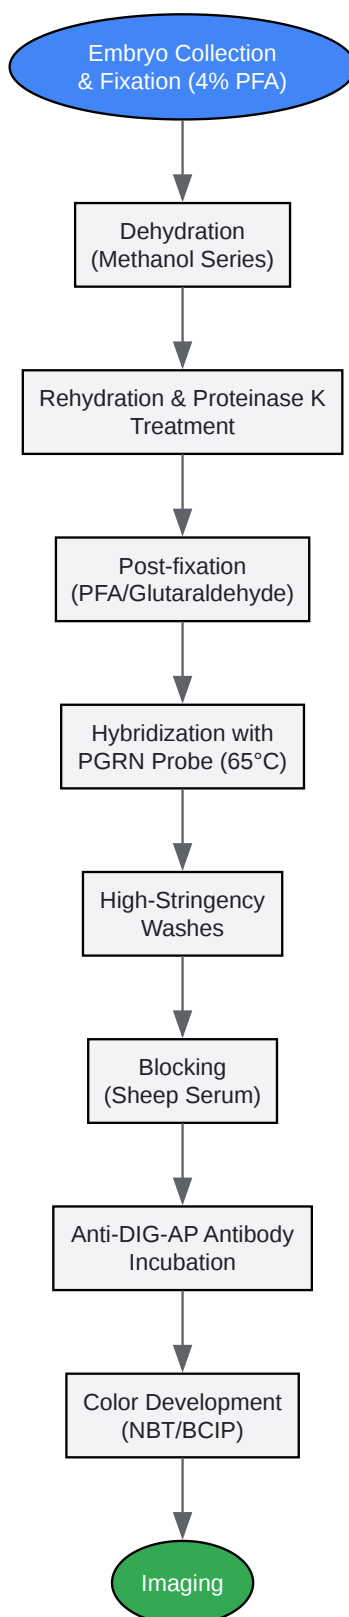 Embryo Collection
& Fixation (4% PFA)
Dehydration
(Methanol Series)
Rehydration & Proteinase K
Treatment
Post-fixation
(PFA/Glutaraldehyde)
Hybridization with
PGRN Probe (65°C)
High-Stringency
Washes
Blocking
(Sheep Serum)
Anti-DIG-AP Antibody
Incubation
Color Development
(NBT/BCIP)
Imaging